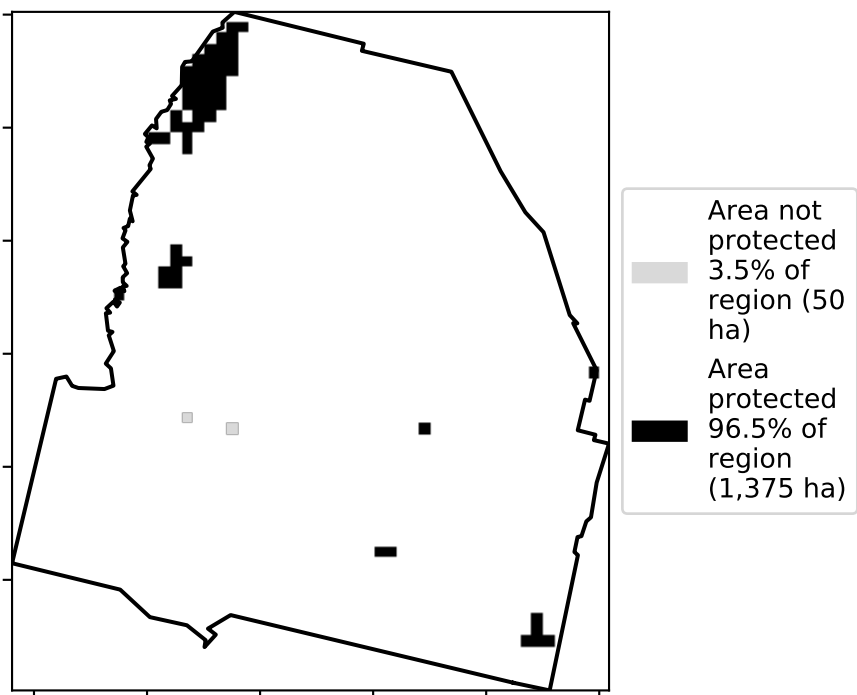 Area not
protected
3.5% of
region (50
ha)
Area
protected
96.5% of
region
(1,375 ha)